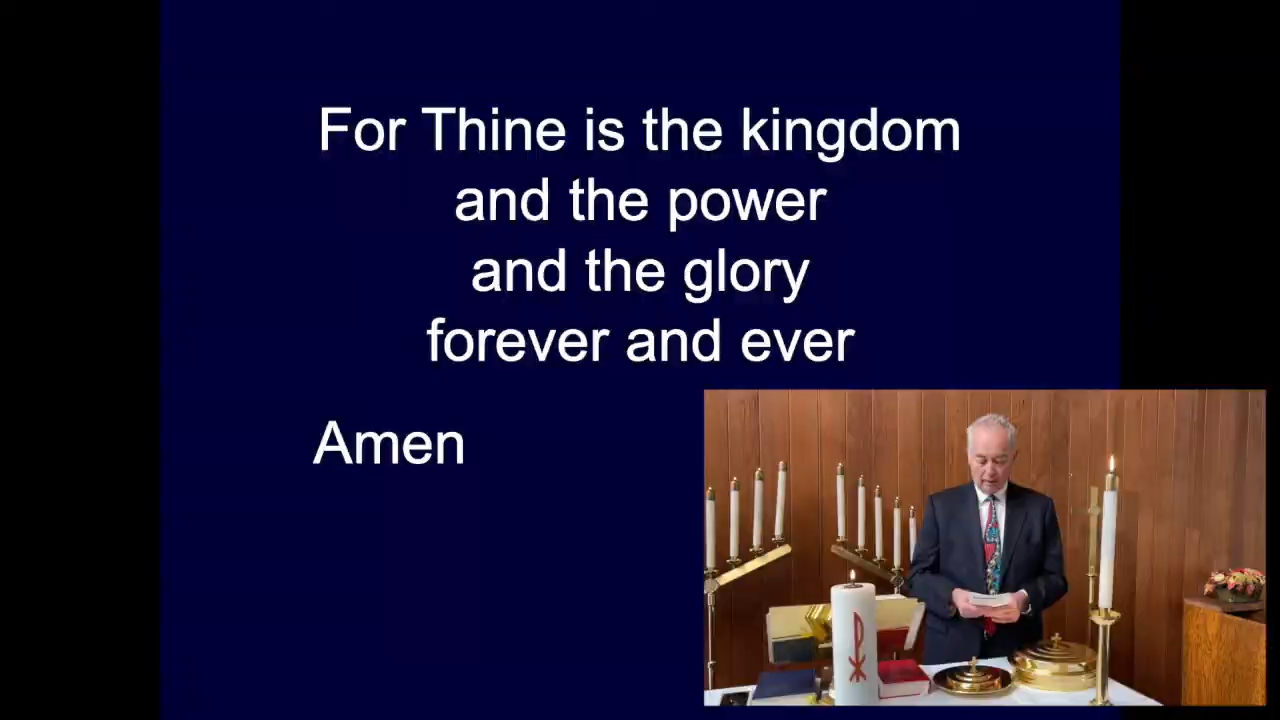 For Thine is the kingdom
and the power
and the glory
forever and ever
Amen